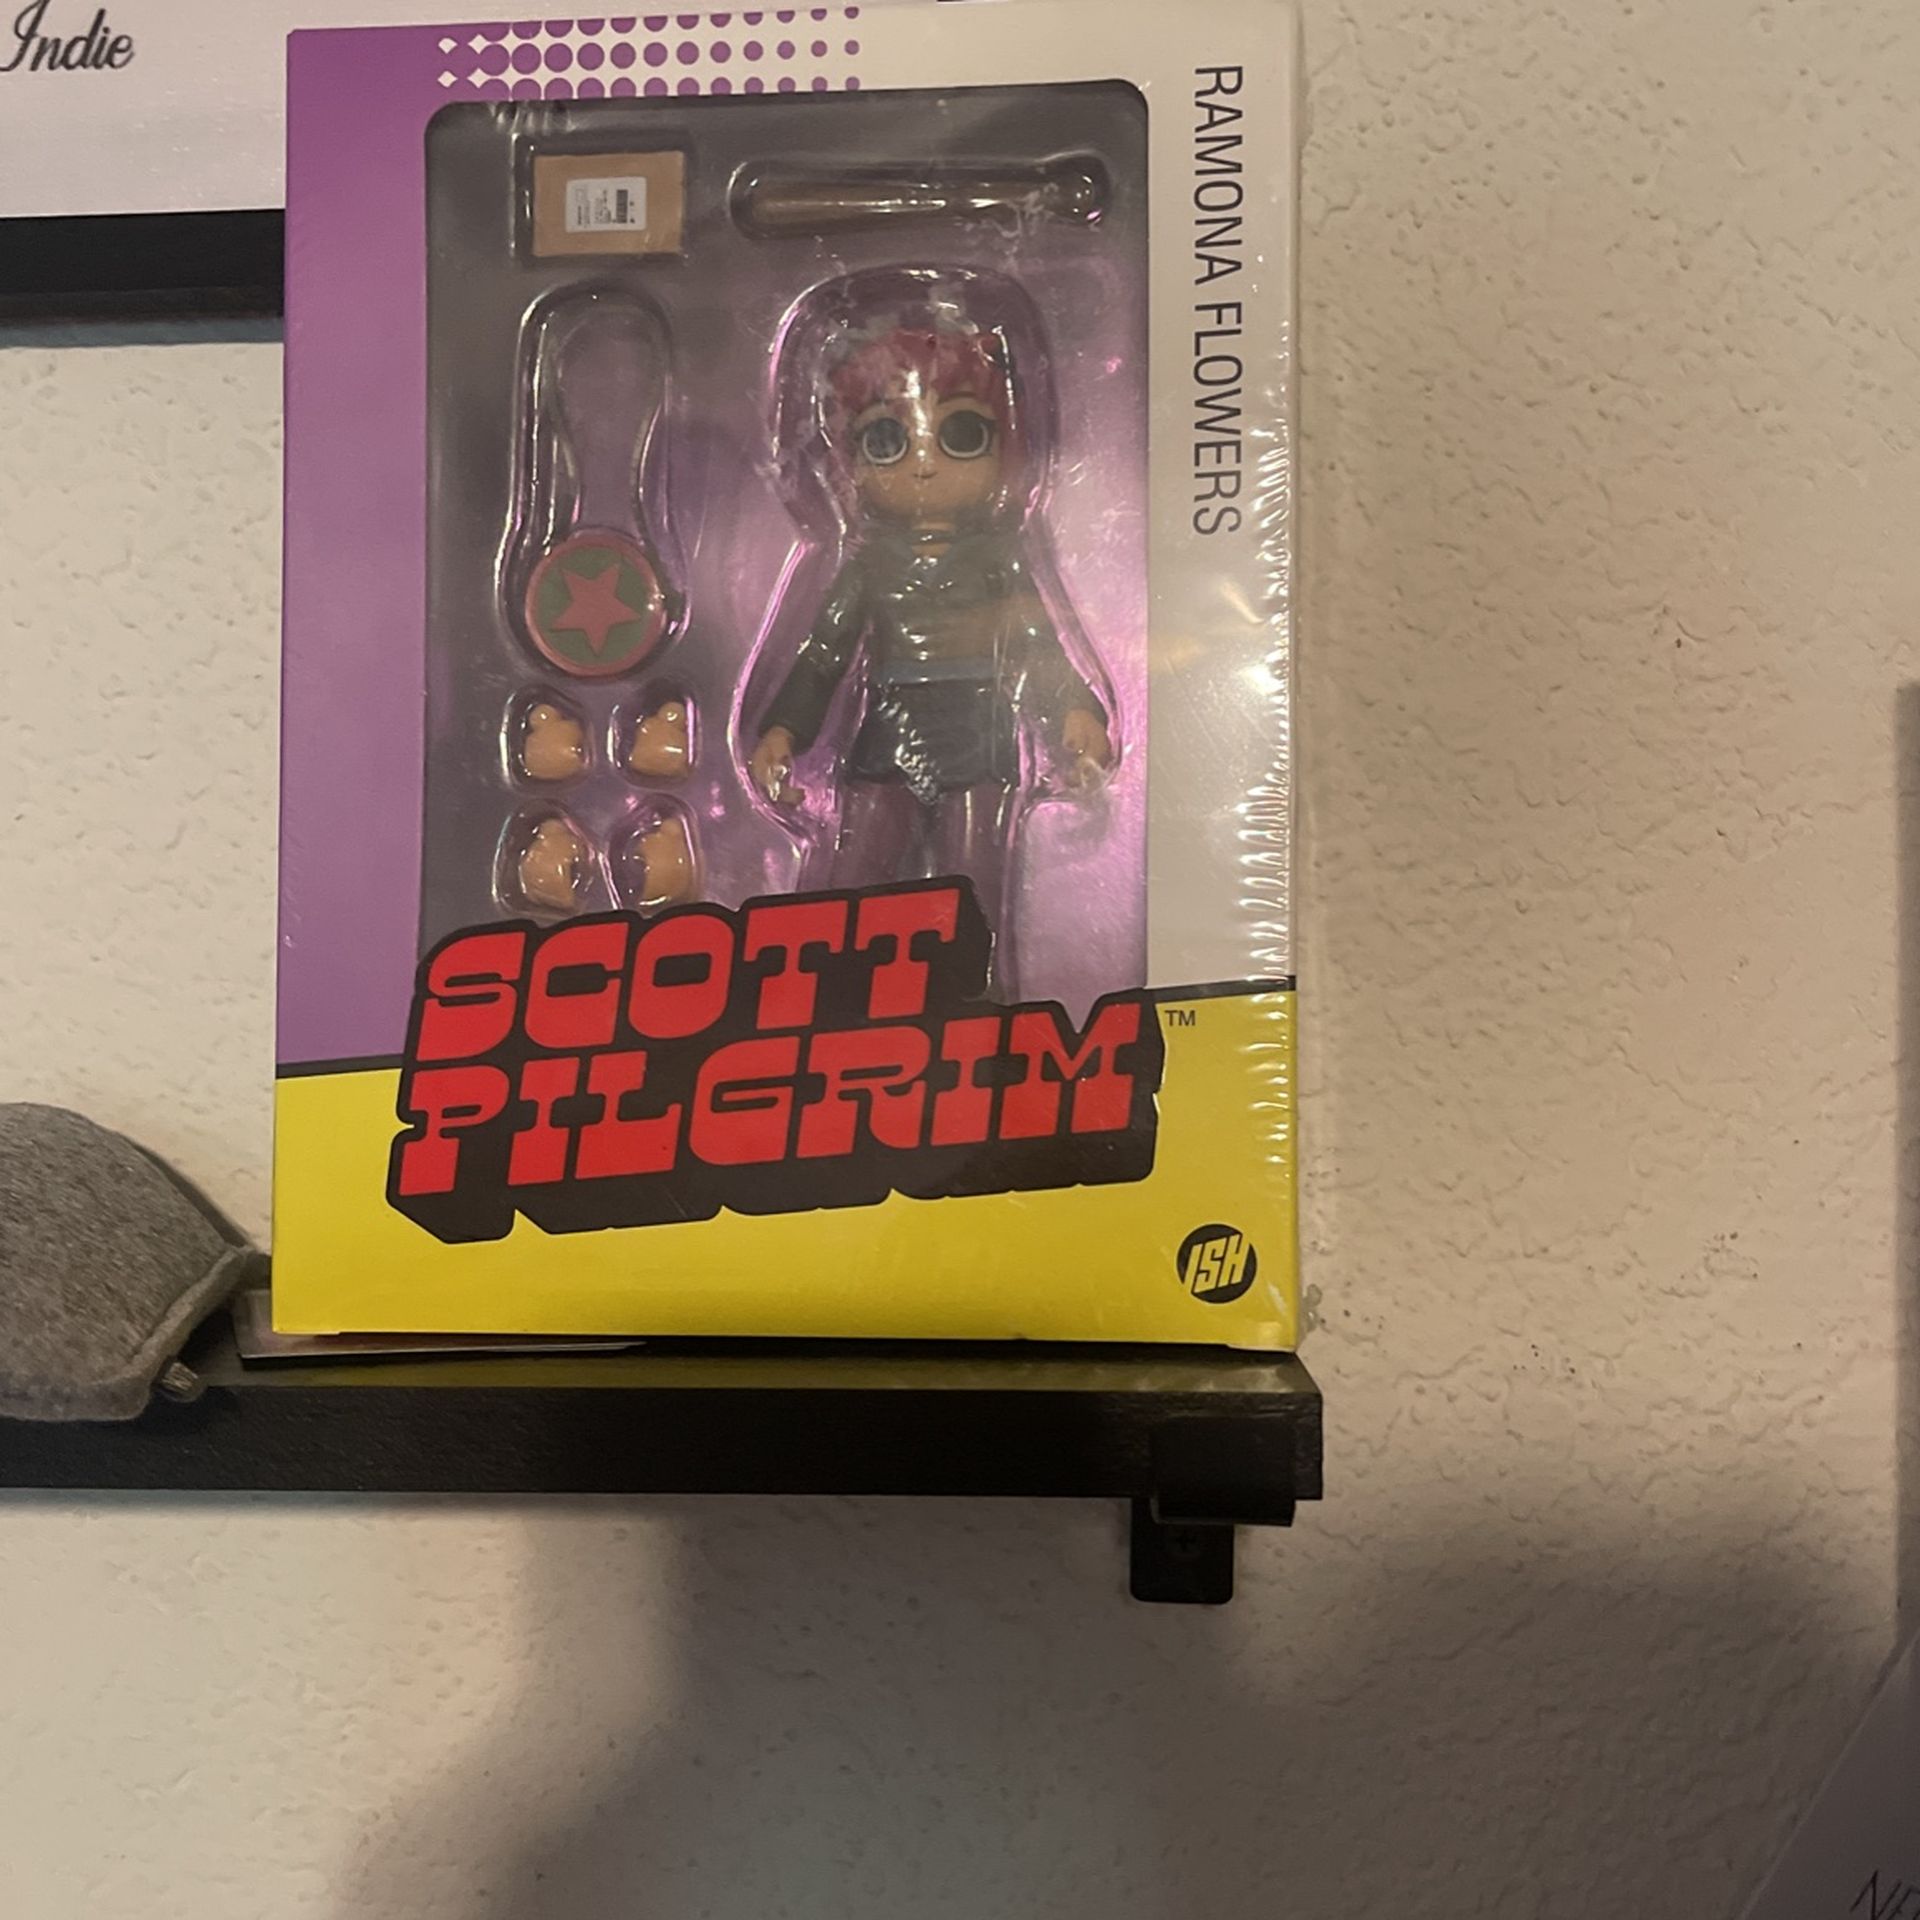 Indie
RAMONA FLOWERS
SCOTT
PILGRIM
TM
ISH